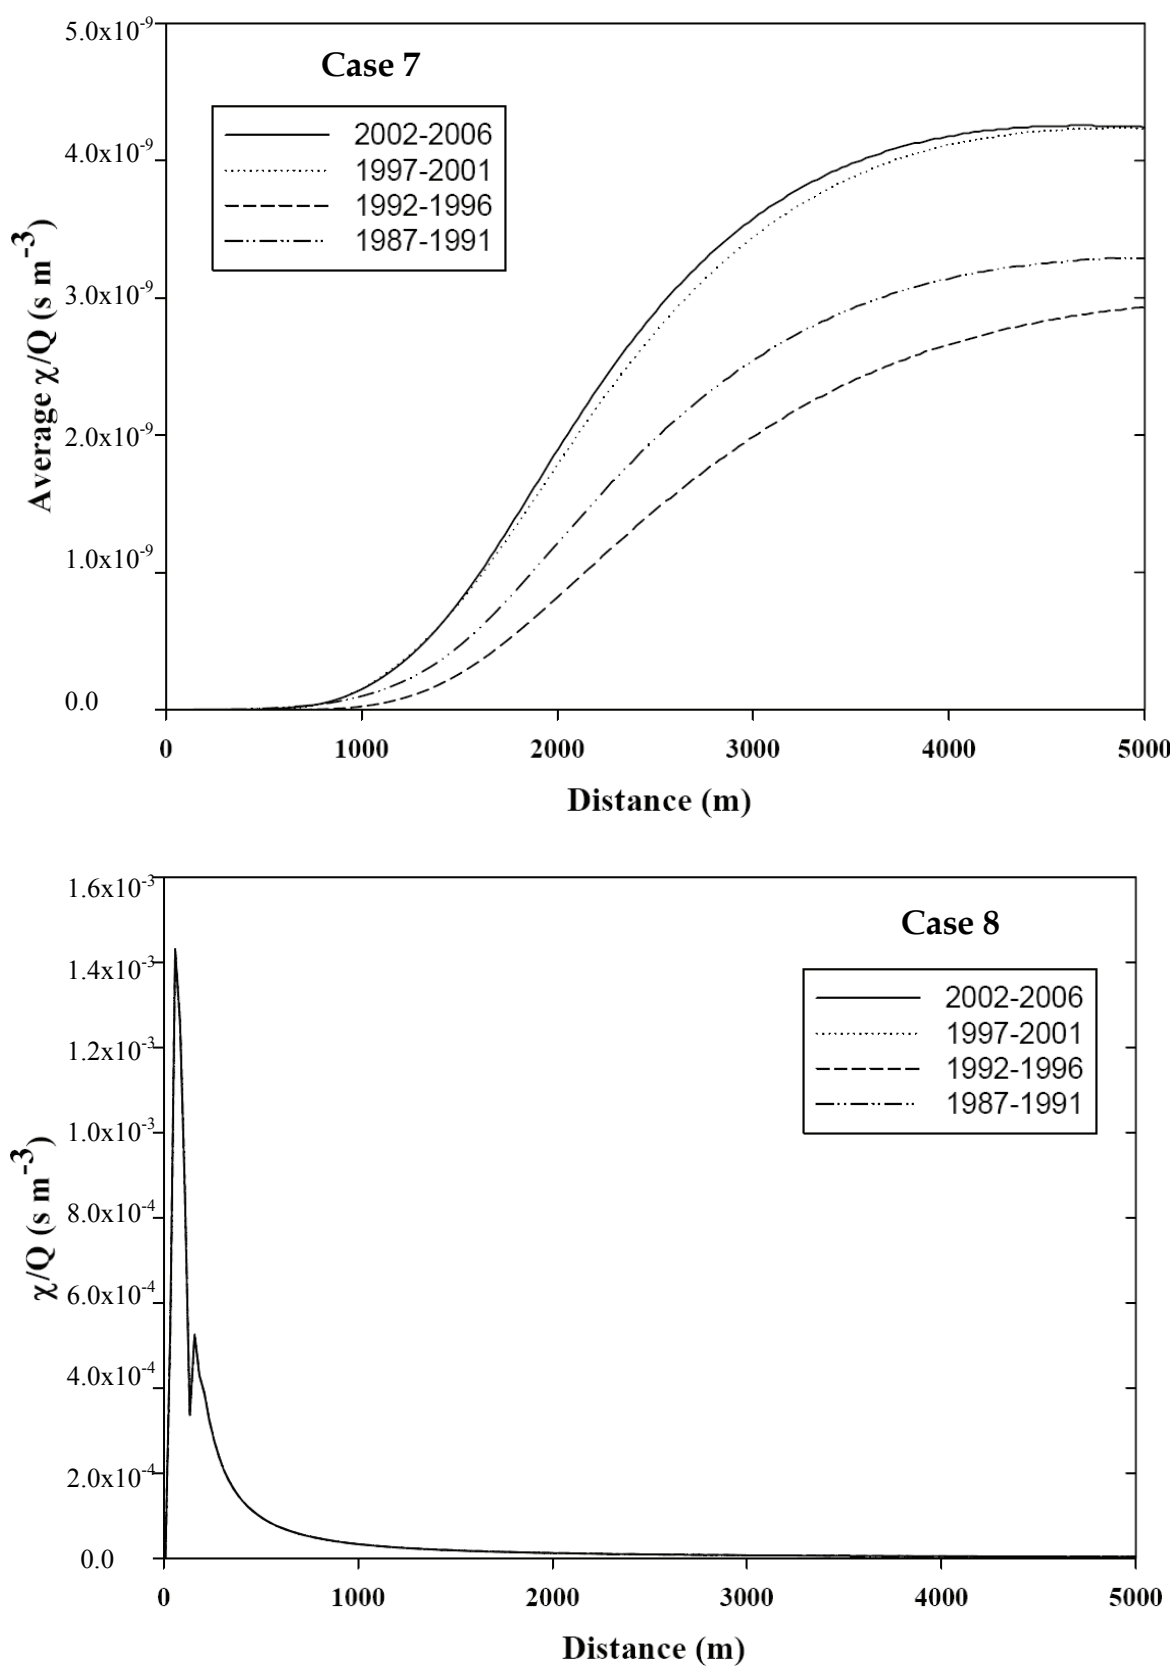 5.0x10-9
Case 7
2002-2006
1997-2001
1992-1996
1987-1991
4.0x10-9
3.0x10-9
2.0x10-9
1.0x10-9
0.0
Average χ/Q (s m-3)
0 1000 2000 3000 4000 5000
Distance (m)
1.6x10-3
Case 8
2002-2006
1997-2001
1992-1996
1987-1991
1.4x10-3
1.2x10-3
1.0x10-3
8.0x10-4
6.0x10-4
4.0x10-4
2.0x10-4
0.0
χ/Q (s m-3)
0 1000 2000 3000 4000 5000
Distance (m)